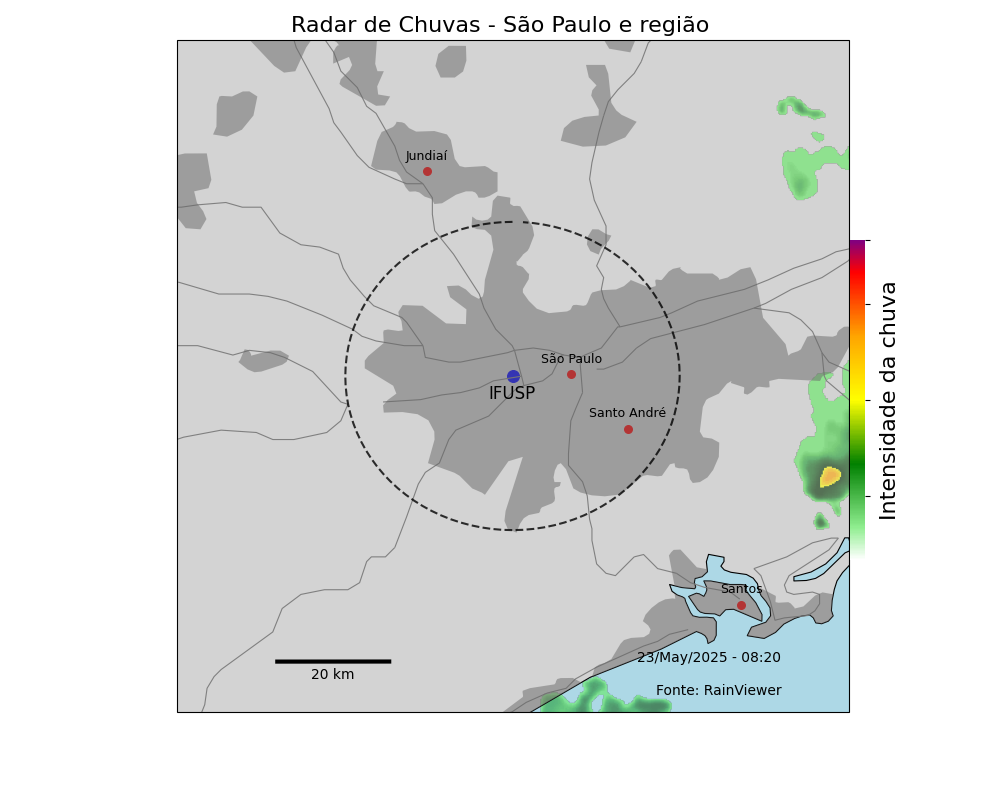 Radar de Chuvas - São Paulo e região
Jundiaí
São Paulo
IFUSP
Santo André
Intensidade da chuva
Santos
23/May/2025 - 08:20
20 km
Fonte: RainViewer